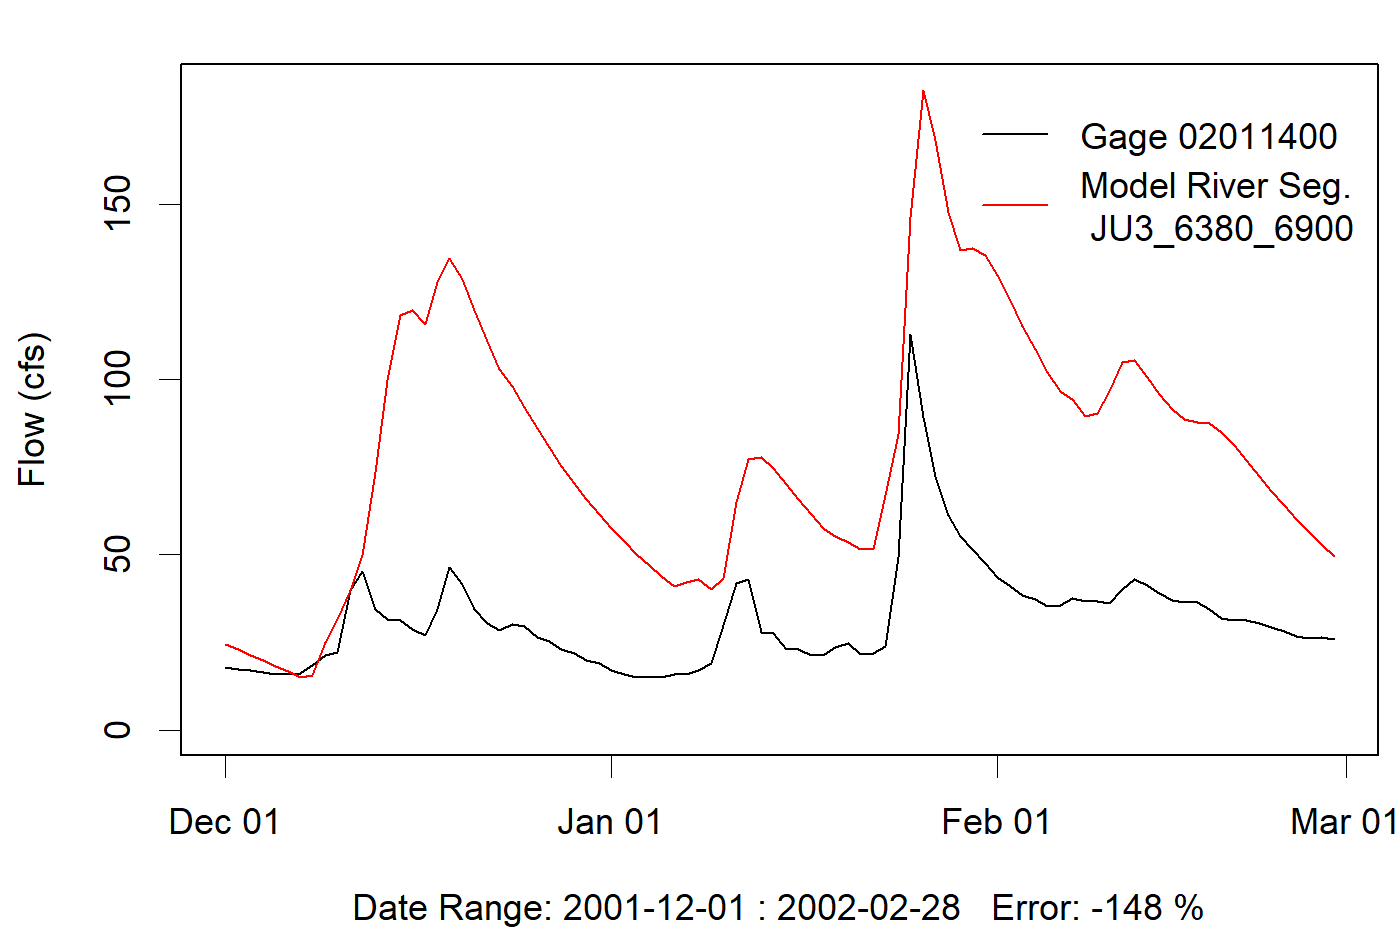 Gage 02011400
Model River Seg.
JU3_6380_6900
Flow (cfs)
150
100
50
0
Dec 01 Jan 01 Feb 01 Mar 01
Date Range: 2001-12-01 : 2002-02-28 Error: -148 %